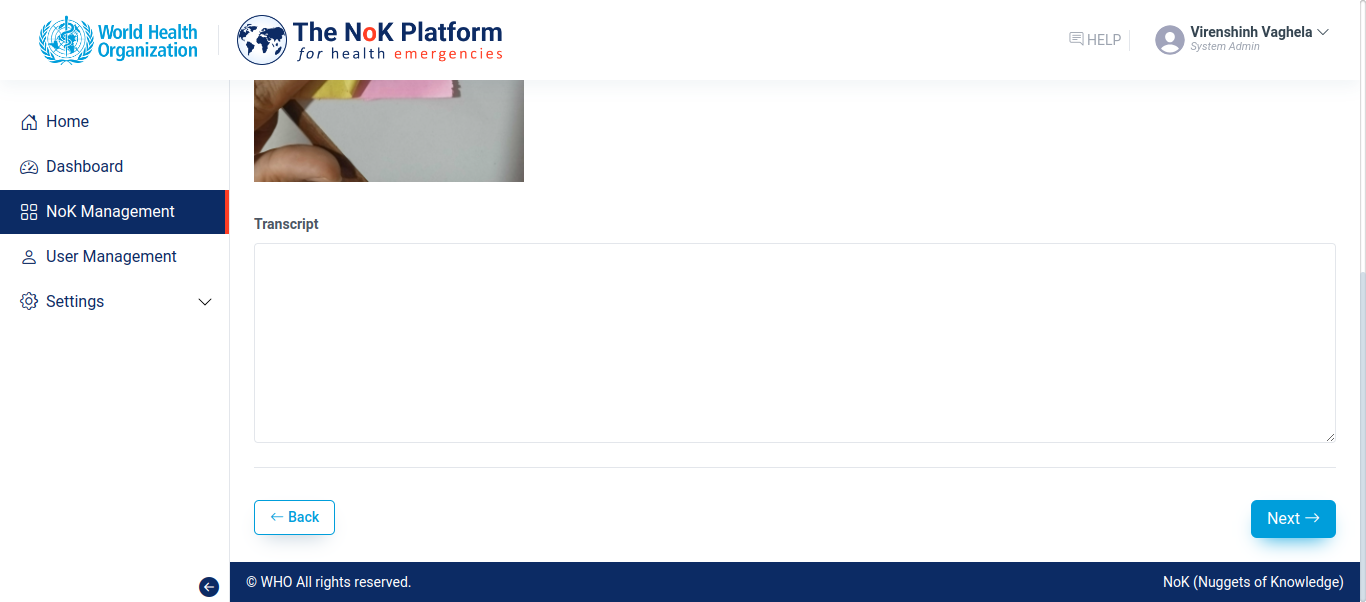 World Health
Organization
The NoK Platform
for health emergencies
HELP
Virenshinh Vaghela
System Admin
Home
Dashboard
NoK Management
User Management
Settings
Transcript
← Back
Next →
© WHO All rights reserved.
NoK (Nuggets of Knowledge)